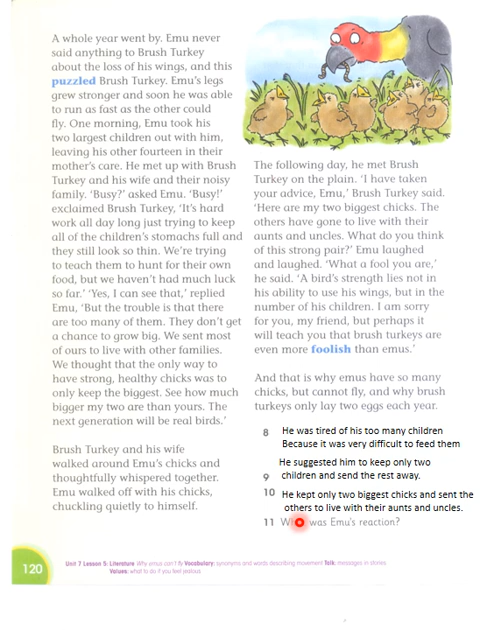 A whole year went by. Emu never
said anything to Brush Turkey
about the loss of his wings, and this
puzzled Brush Turkey. Emu's legs
grew stronger and soon he was able
to run as fast as the other could
fly. One morning, Emu took his
two largest children out with him,
leaving his other fourteen in their
mother's care. He met up with Brush
Turkey and his wife and their noisy
family. 'Busy?' asked Emu. 'Busy!'
exclaimed Brush Turkey, 'It's hard
work all day long just trying to keep
all of the children's stomachs full and
they still look so thin. We're trying
to teach them to hunt for their own
food, but we haven't had much luck
so far.' 'Yes, I can see that,' replied
Emu, 'But the trouble is that there
are too many of them. They don't get
a chance to grow big. We sent most
of ours to live with other families.
We thought that the only way to
have strong, healthy chicks was to
only keep the biggest. See how much
bigger my two are than yours. The
next generation will be real birds.'
Brush Turkey and his wife
walked around Emu's chicks and
thoughtfully whispered together.
Emu walked off with his chicks,
chuckling quietly to himself.
The following day, he met Brush
Turkey on the plain. 'I have taken
your advice, Emu,' Brush Turkey said.
'Here are my two biggest chicks. The
others have gone to live with their
aunts and uncles. What do you think
of this strong pair?' Emu laughed
and laughed. 'What a fool you are,'
he said. 'A bird's strength lies not in
his ability to use his wings, but in the
number of his children. I am sorry
for you, my friend, but perhaps it
will teach you that brush turkeys are
even more foolish than emus.'
And that is why emus have so many
chicks, but cannot fly, and why brush
turkeys only lay two eggs each year.
8 He was tired of his too many children
Because it was very difficult to feed them
He suggested him to keep only two
9 children and send the rest away.
10 He kept only two biggest chicks and sent the
others to live with their aunts and uncles.
11 was Emu's reaction?
120
Unit 7 Lesson 5: Literature Why emus can't fly Vocabulary: synonyms and words describing movement Talk: messages in stories
Values: what to do if you feel jealous